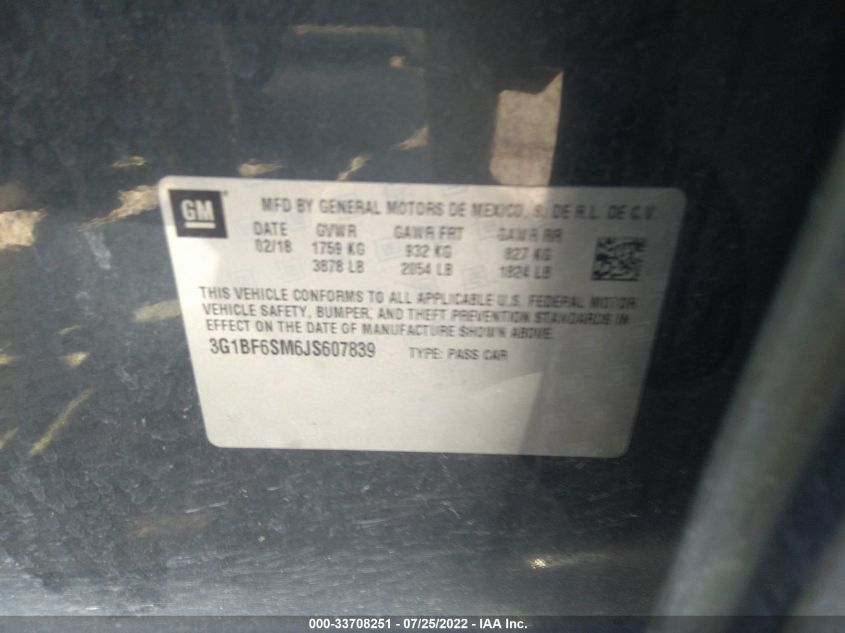 GM
MFD BY GENERAL MOTORS DE MEXICO, S. DE R.L. DE C.V.
DATE GVWR GAWR FRT GAWR RR
02/18 1759 KG 932 KG 827 KG
3878 LB 2054 LB 1824 LB
THIS VEHICLE CONFORMS TO ALL APPLICABLE U.S. FEDERAL MOTOR
VEHICLE SAFETY, BUMPER, AND THEFT PREVENTION STANDARDS IN
EFFECT ON THE DATE OF MANUFACTURE SHOWN ABOVE.
3G1BF6SM6JS607839 TYPE: PASS CAR
000-33708251 - 07/25/2022 - IAA Inc.